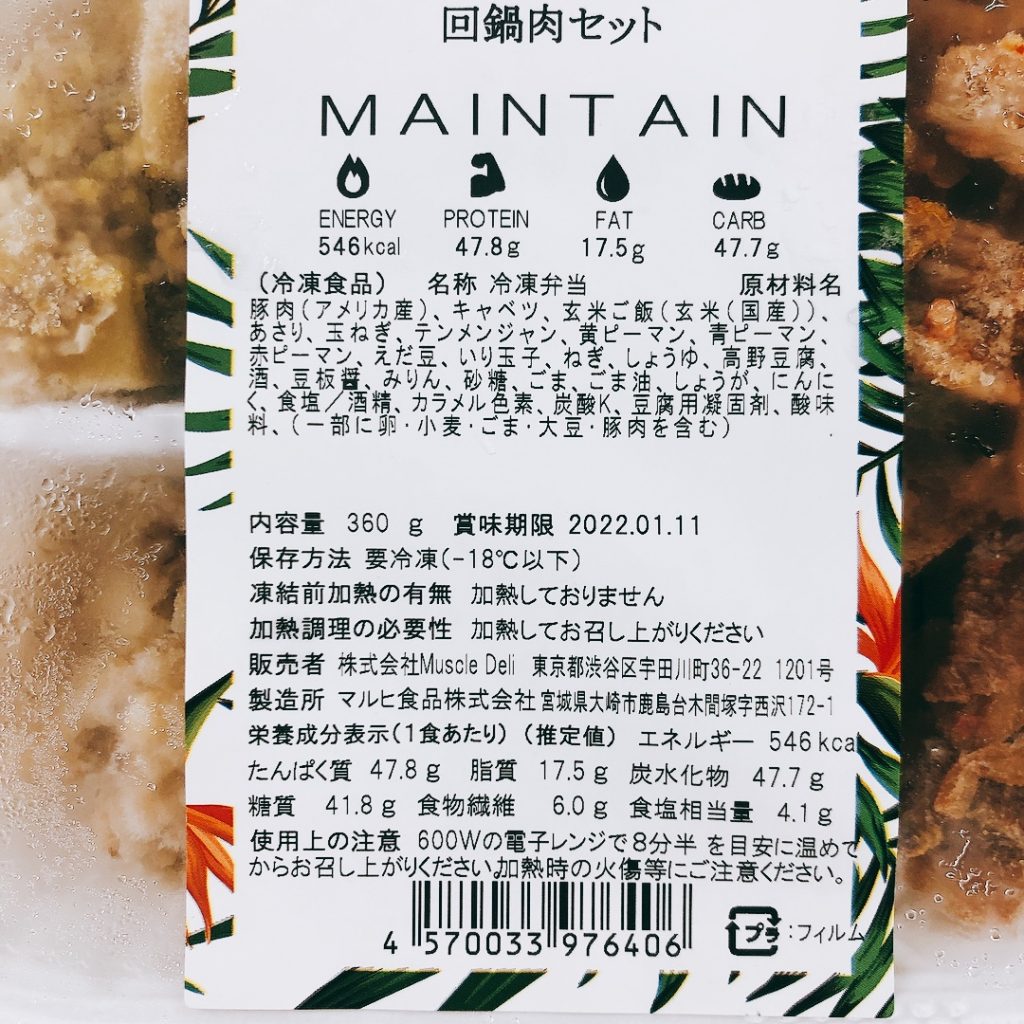 回鍋肉セット
MAINTAIN
ENERGY PROTEIN FAT CARB
546kcal 47.8g 17.5g 47.7g
（冷凍食品） 名称 冷凍弁当 原材料名
豚肉（アメリカ産）、キャベツ、玄米ご飯（玄米（国産））、
あさり、玉ねぎ、テンメンジャン、黄ピーマン、青ピーマン、
赤ピーマン、えだ豆、いり玉子、ねぎ、しょうゆ、高野豆腐、
酒、豆板醤、みりん、砂糖、ごま、ごま油、しょうが、にんに
く、食塩／酒精、カラメル色素、炭酸K、豆腐用凝固剤、酸味
料、（一部に卵・小麦・ごま・大豆・豚肉を含む）
内容量 360 g 賞味期限 2022.01.11
保存方法 要冷凍（-18℃以下）
凍結前加熱の有無 加熱しておりません
加熱調理の必要性 加熱してお召し上がりください
販売者 株式会社Muscle Deli 東京都渋谷区宇田川町36-22 1201号
製造所 マルヒ食品株式会社 宮城県大崎市鹿島台木間塚字西沢172-1
栄養成分表示（1食あたり）（推定値） エネルギー 546 kca
たんぱく質 47.8 g 脂質 17.5 g 炭水化物 47.7 g
糖質 41.8 g 食物繊維 6.0 g 食塩相当量 4.1 g
使用上の注意 600Wの電子レンジで8分半 を目安に温めて
からお召し上がりください。加熱時の火傷等にご注意ください。
4 570033 976406
プラ :フィルム